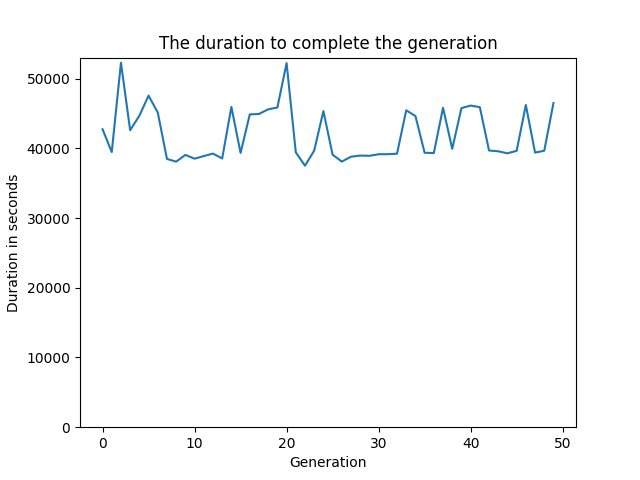 The duration to complete the generation
Duration in seconds
50000
40000
30000
20000
10000
0
0 10 20 30 40 50
Generation